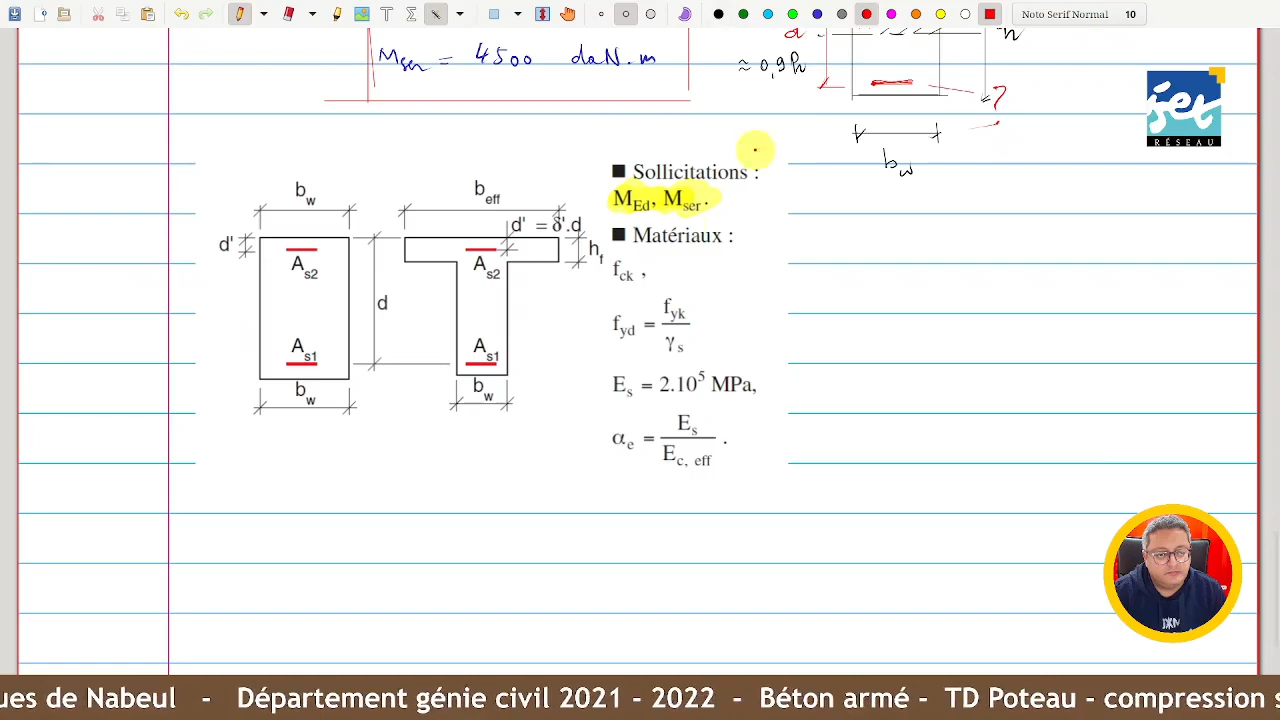 Noto Serif Normal 10
M_ser = 4500 daN.m
d
h
≈ 0,9h
?
b_w
iset
RÉSEAU
b_w
b_eff
d' = δ'.d
d'
A_s2
A_s2
h_f
d
A_s1
A_s1
b_w
b_w
■ Sollicitations :
M_Ed, M_ser .
■ Matériaux :
f_ck ,
f_yd = f_yk / γ_s
E_s = 2.10^5 MPa,
α_e = E_s / E_c, eff .
ues de Nabeul - Département génie civil 2021 - 2022 - Béton armé - TD Poteau - compression s